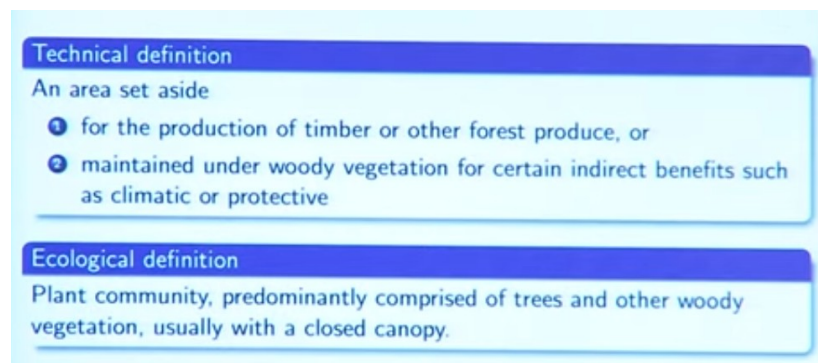 Technical definition
An area set aside
1 for the production of timber or other forest produce, or
2 maintained under woody vegetation for certain indirect benefits such
as climatic or protective
Ecological definition
Plant community, predominantly comprised of trees and other woody
vegetation, usually with a closed canopy.